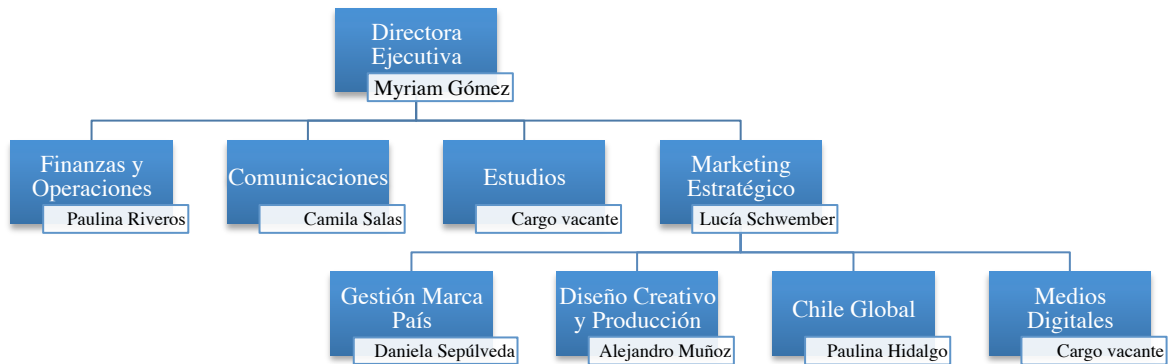 Directora
Ejecutiva
Myriam Gómez
Finanzas y
Operaciones
Paulina Riveros
Comunicaciones
Camila Salas
Estudios
Cargo vacante
Marketing
Estratégico
Lucía Schwember
Gestión Marca
País
Daniela Sepúlveda
Diseño Creativo
y Producción
Alejandro Muñoz
Chile Global
Paulina Hidalgo
Medios
Digitales
Cargo vacante